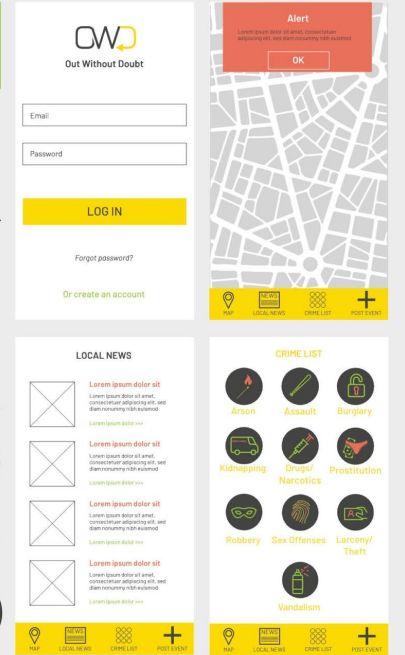 OWD
Out Without Doubt
Email
Password
LOG IN
Forgot password?
Or create an account
Alert
Lorem ipsum dolor sit amet, consectetuer
adipiscing elit, sed diam nonummy nibh euismod
OK
NEWS
MAP
LOCAL NEWS
CRIME LIST
POST EVENT
LOCAL NEWS
Lorem ipsum dolor sit
Lorem ipsum dolor sit amet,
consectetuer adipiscing elit, sed
diam nonummy nibh euismod
Lorem ipsum dolor >>>
Lorem ipsum dolor sit
Lorem ipsum dolor sit amet,
consectetuer adipiscing elit, sed
diam nonummy nibh euismod
Lorem ipsum dolor >>>
Lorem ipsum dolor sit
Lorem ipsum dolor sit amet,
consectetuer adipiscing elit, sed
diam nonummy nibh euismod
Lorem ipsum dolor >>>
Lorem ipsum dolor sit
Lorem ipsum dolor sit amet,
consectetuer adipiscing elit, sed
diam nonummy nibh euismod
Lorem ipsum dolor >>>
NEWS
MAP
LOCAL NEWS
CRIME LIST
POST EVENT
CRIME LIST
Arson
Assault
Burglary
Kidnapping
Drugs/
Narcotics
Prostitution
Robbery
Sex Offenses
Larceny/
Theft
Vandalism
NEWS
MAP
LOCAL NEWS
CRIME LIST
POST EVENT